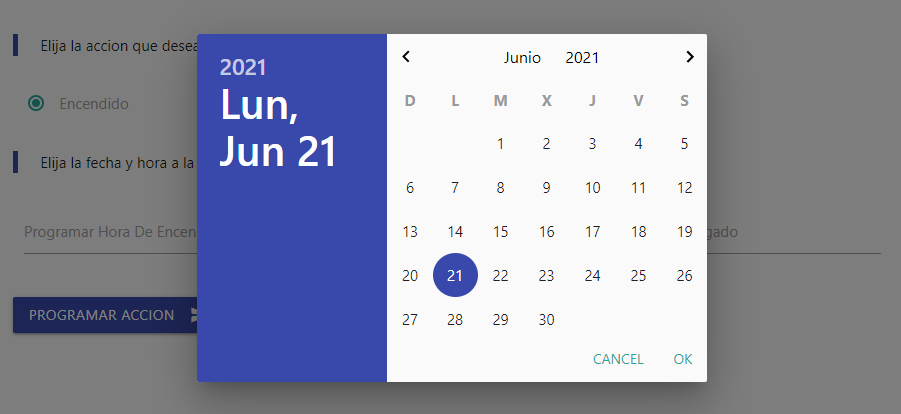 Elija la accion que dese
Encendido
Elija la fecha y hora a la
Programar Hora De Encen
gado
PROGRAMAR ACCION
2021
Lun,
Jun 21
Junio 2021
D L M X J V S
1 2 3 4 5
6 7 8 9 10 11 12
13 14 15 16 17 18 19
20 21 22 23 24 25 26
27 28 29 30
CANCEL OK